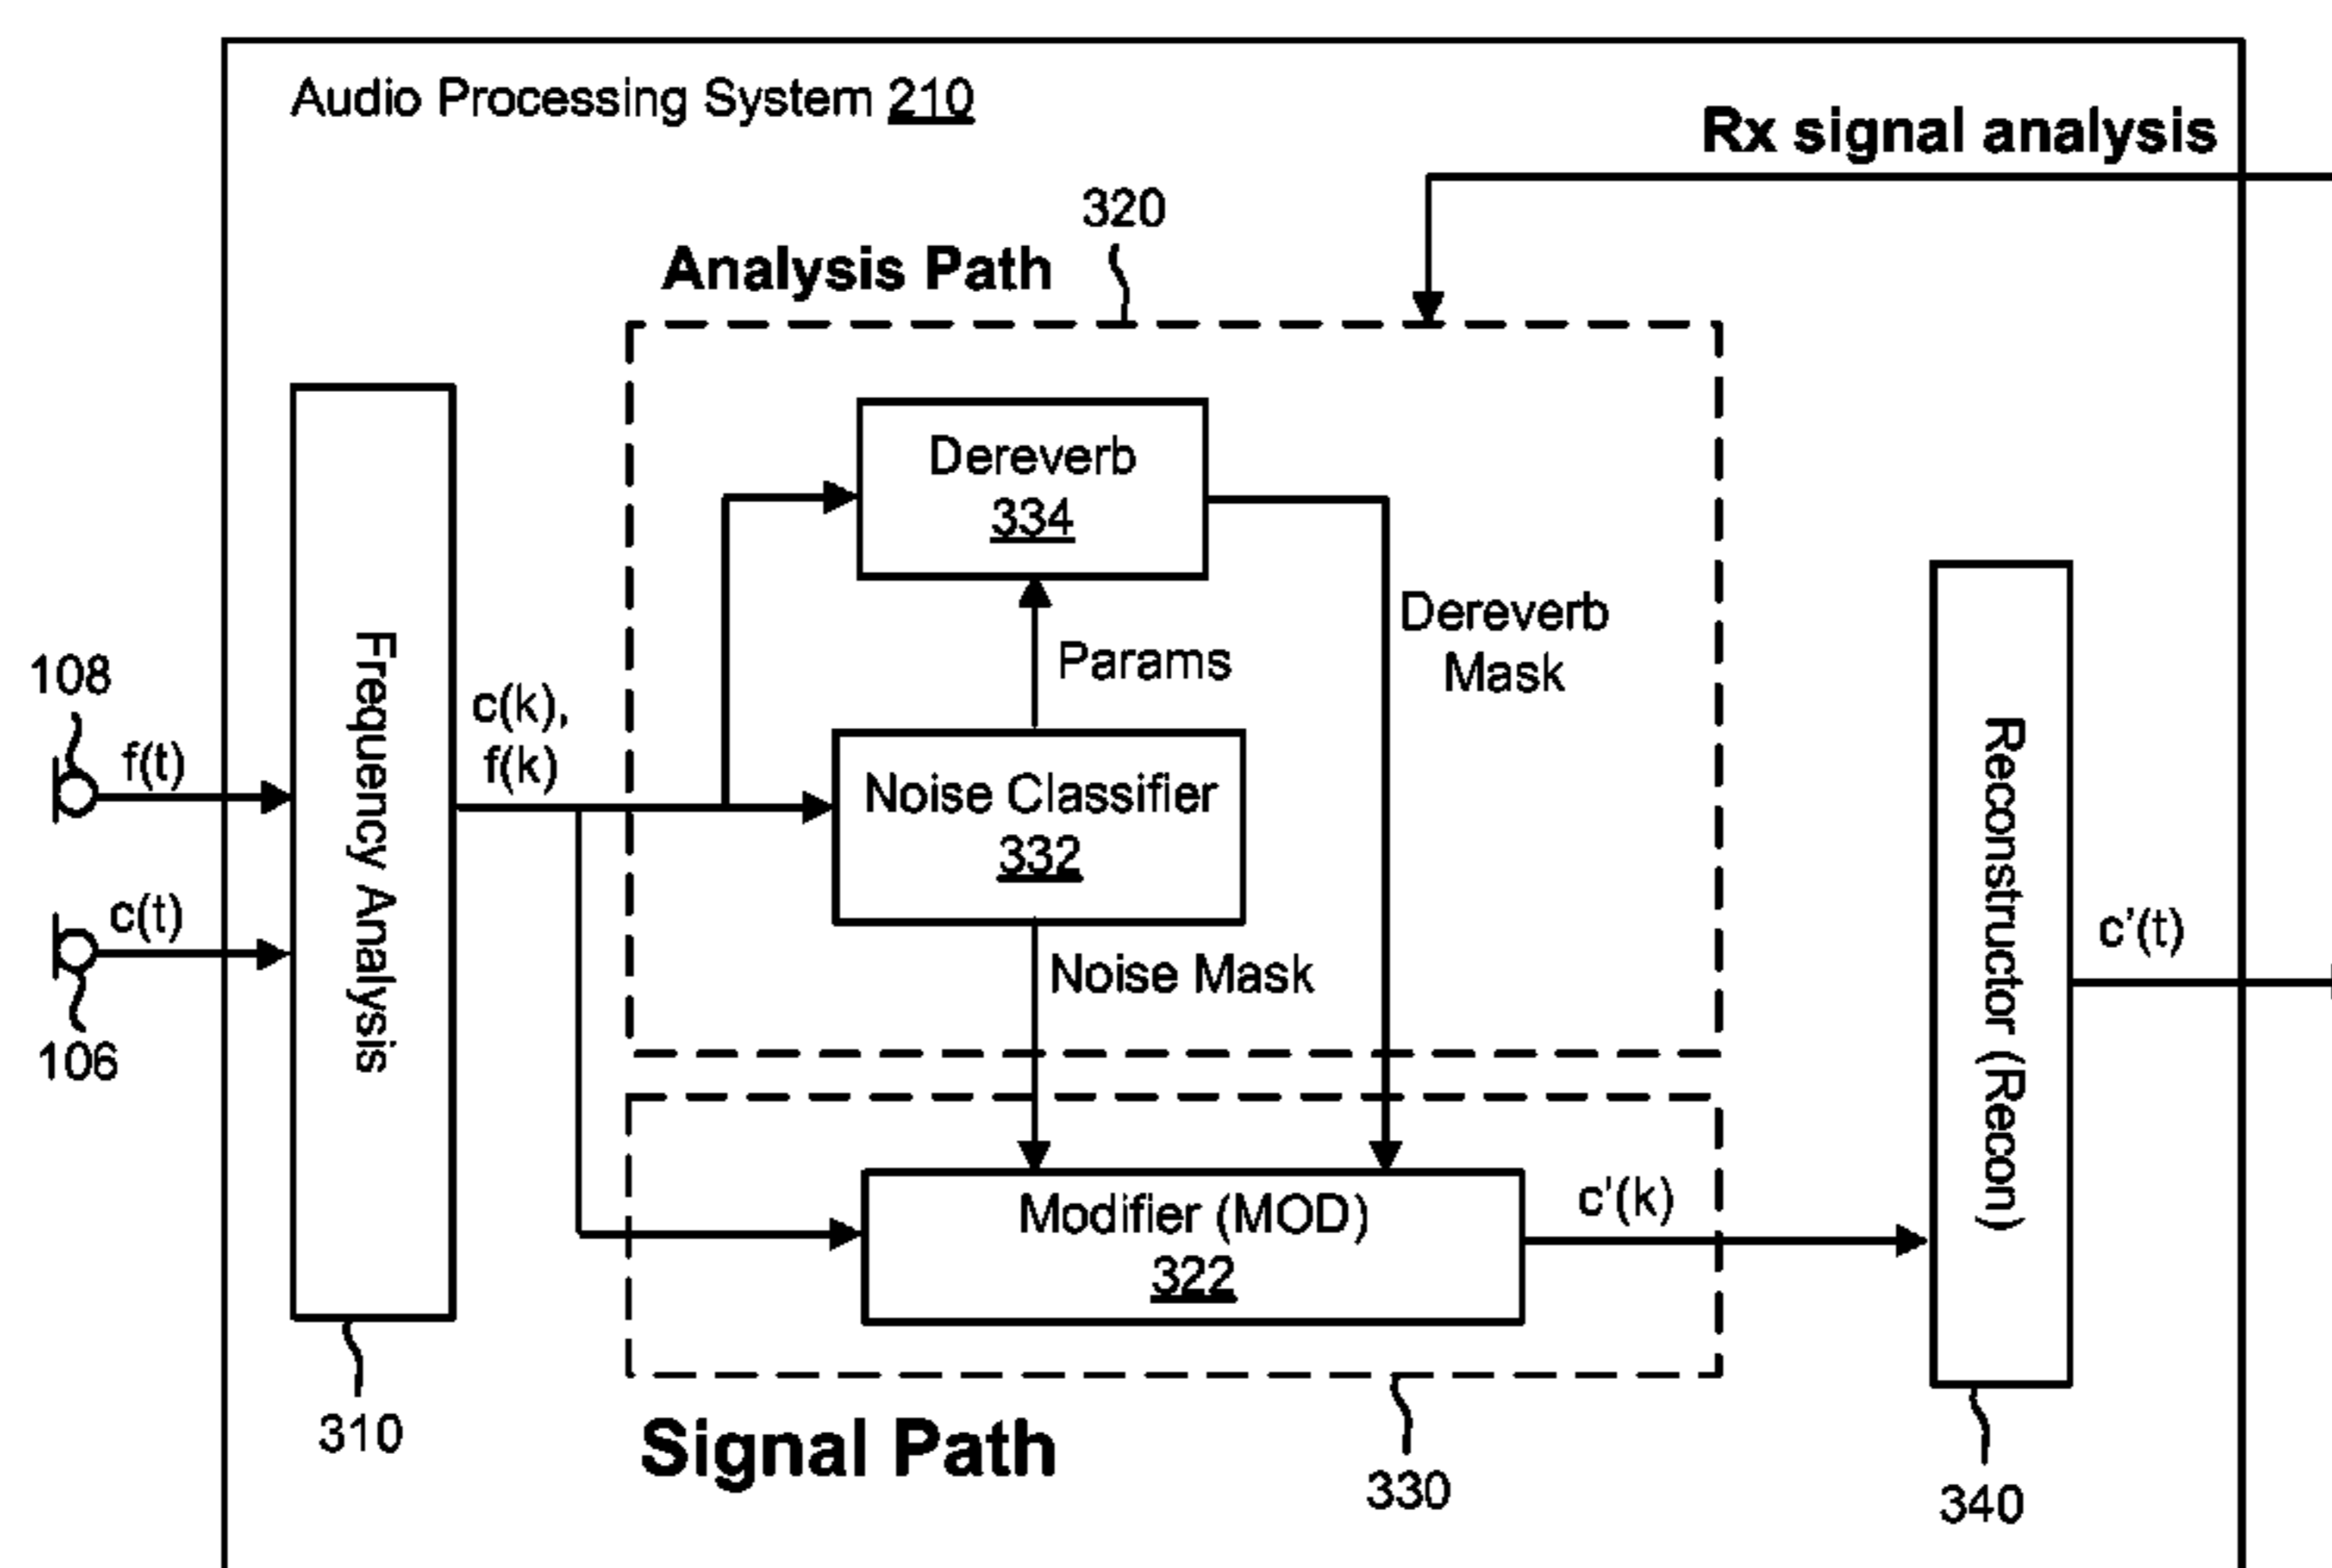 Audio Processing System 210
Rx signal analysis
320
Analysis Path
Dereverb
334
Dereverb
Mask
Params
108
f(t)
c(k),
f(k)
Frequency Analysis
Noise Classifier
332
c(t)
106
Noise Mask
Reconstructor (Recon)
c'(t)
Modifier (MOD)
322
c'(k)
310
Signal Path
330
340